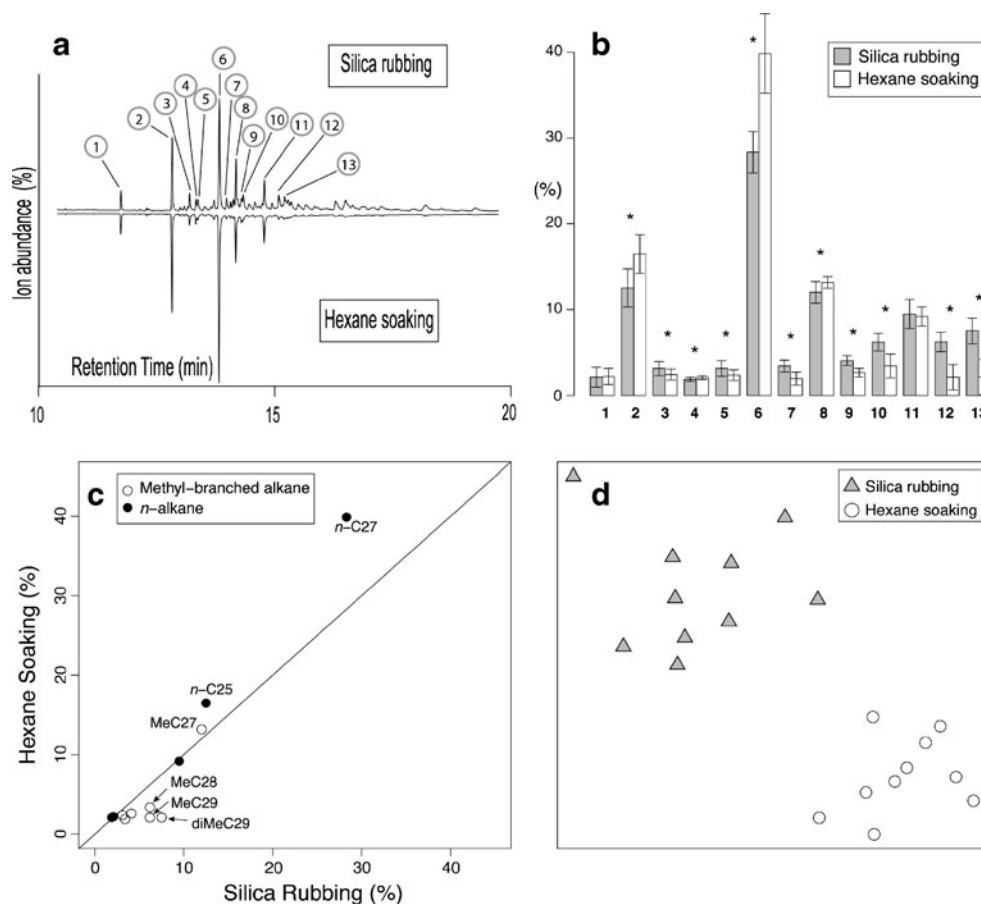 a
Silica rubbing
1
2
3
4
5
6
7
8
9
10
11
12
13
Ion abundance (%)
Hexane soaking
Retention Time (min)
10
15
20
b
Silica rubbing
Hexane soaking
40
30
(%)
20
10
0
*
*
*
*
*
*
*
*
*
*
*
1 2 3 4 5 6 7 8 9 10 11 12 13
c
Methyl-branched alkane
n-alkane
n-C27
n-C25
MeC27
MeC28
MeC29
diMeC29
Hexane Soaking (%)
40
30
20
10
0
0 10 20 30 40
Silica Rubbing (%)
d
Silica rubbing
Hexane soaking